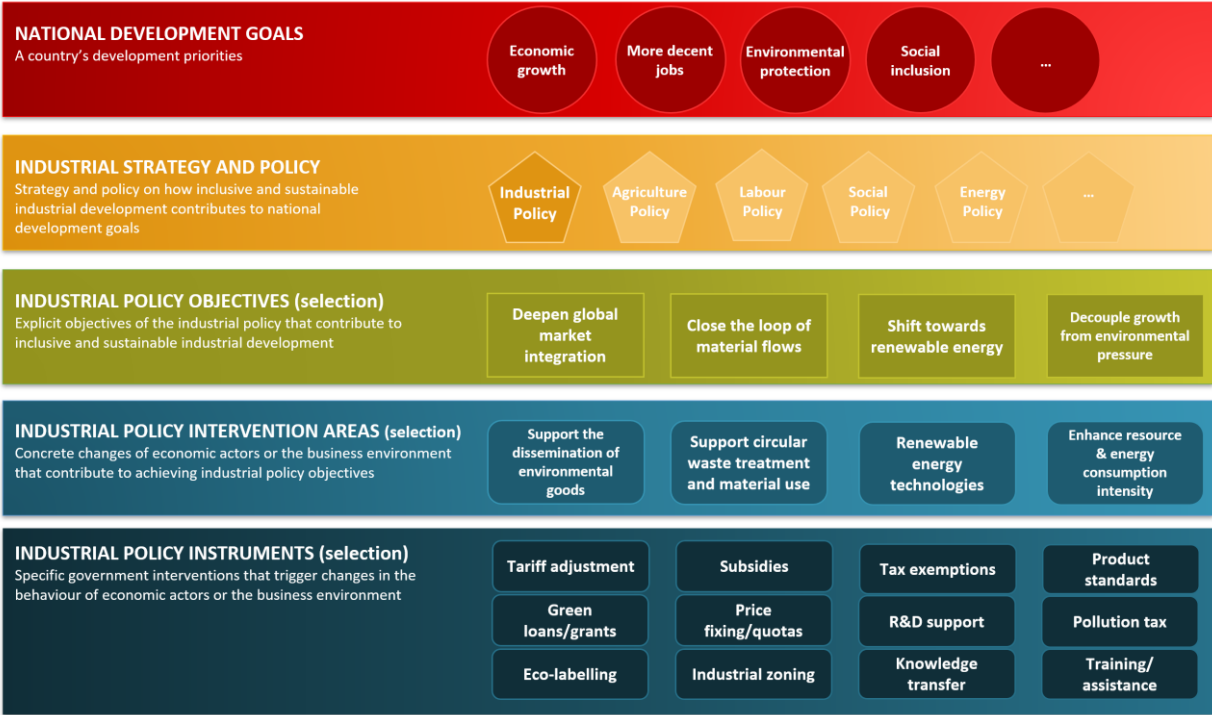 NATIONAL DEVELOPMENT GOALS
A country's development priorities
Economic
growth
More decent
jobs
Environmental
protection
Social
inclusion
...
INDUSTRIAL STRATEGY AND POLICY
Strategy and policy on how inclusive and sustainable
industrial development contributes to national
development goals
Industrial
Policy
Agriculture
Policy
Labour
Policy
Social
Policy
Energy
Policy
...
INDUSTRIAL POLICY OBJECTIVES (selection)
Explicit objectives of the industrial policy that contribute to
inclusive and sustainable industrial development
Deepen global
market
integration
Close the loop of
material flows
Shift towards
renewable energy
Decouple growth
from environmental
pressure
INDUSTRIAL POLICY INTERVENTION AREAS (selection)
Concrete changes of economic actors or the business environment
that contribute to achieving industrial policy objectives
Support the
dissemination of
environmental
goods
Support circular
waste treatment
and material use
Renewable
energy
technologies
Enhance resource
& energy
consumption
intensity
INDUSTRIAL POLICY INSTRUMENTS (selection)
Specific government interventions that trigger changes in the
behaviour of economic actors or the business environment
Tariff adjustment
Subsidies
Tax exemptions
Product
standards
Green
loans/grants
Price
fixing/quotas
R&D support
Pollution tax
Eco-labelling
Industrial zoning
Knowledge
transfer
Training/
assistance